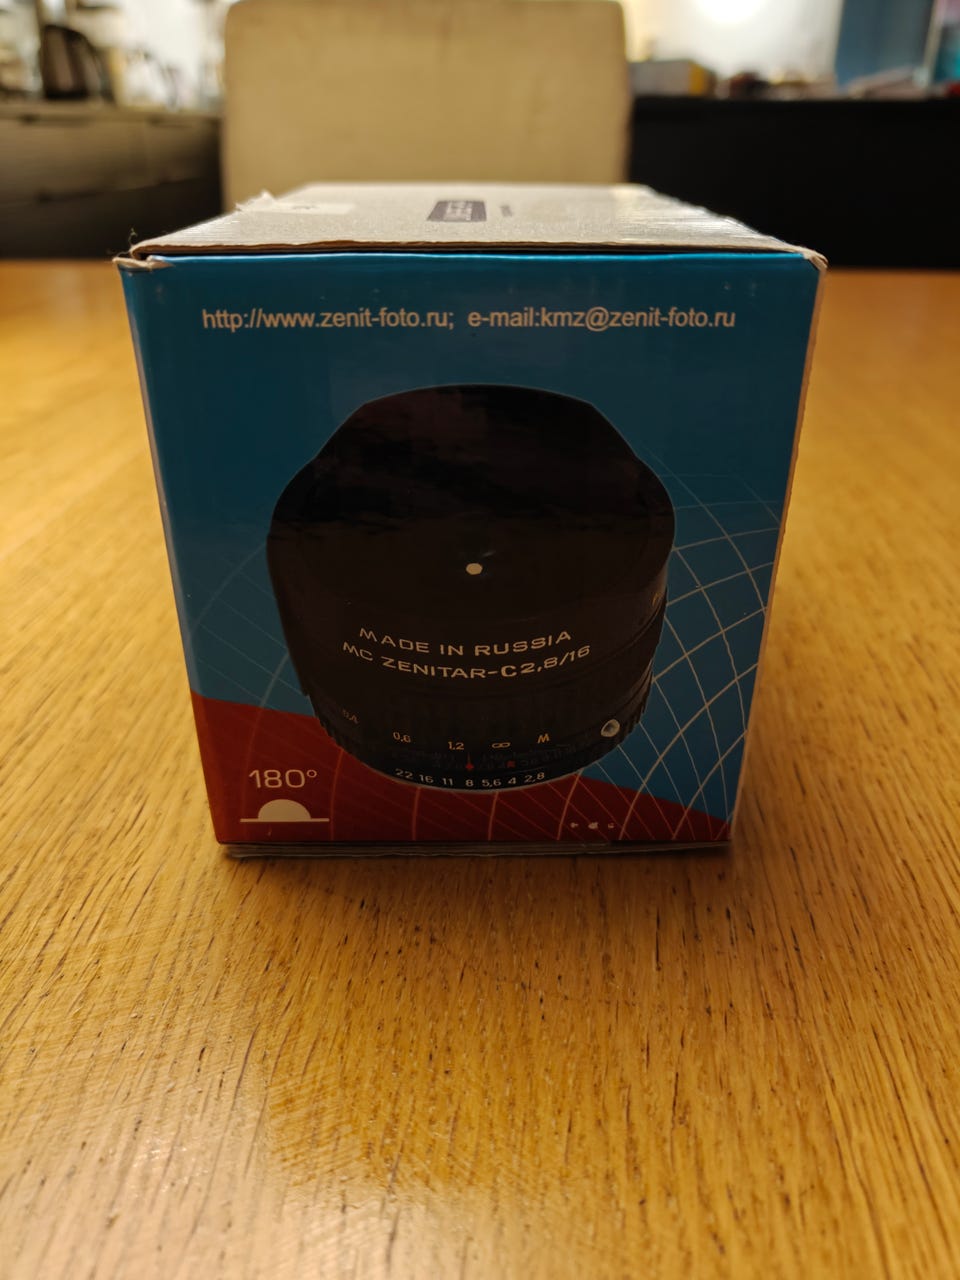 http://www.zenit-foto.ru; e-mail:kmz@zenit-foto.ru
MADE IN RUSSIA
MC ZENITAR-C2,8/16
0,4 0,6 1,2 ∞ W
22 16 11 8 5,6 4 2,8
180°